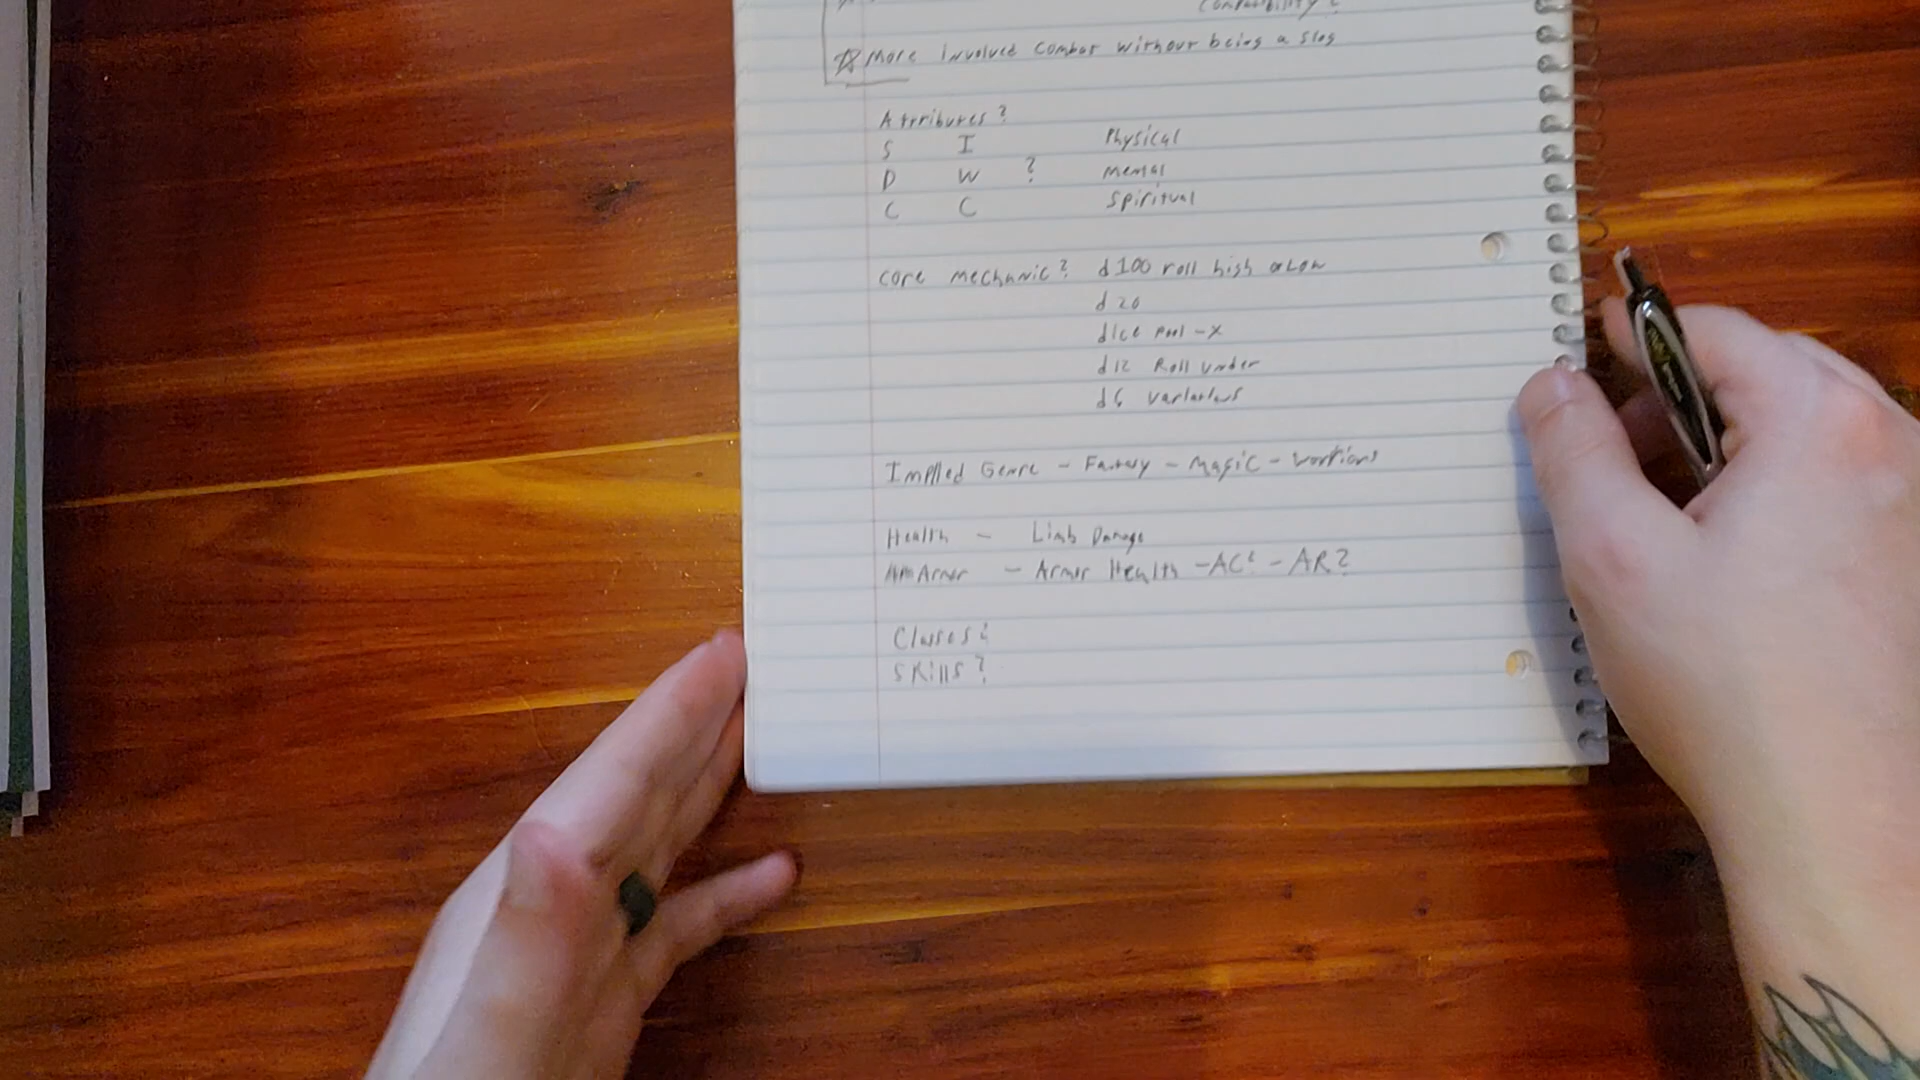 Compatibility?
More involved combat without being a slog
Attributes?
S I Physical
D W ? Mental
C C Spiritual
Core mechanic? d100 roll high or low
d20
dice pool - X
d12 Roll under
d6 variations
Implied Genre - Fantasy - Magic -
Health - Limb Damage
Armor - Armor Health - AC? - AR?
Classes?
Skills?